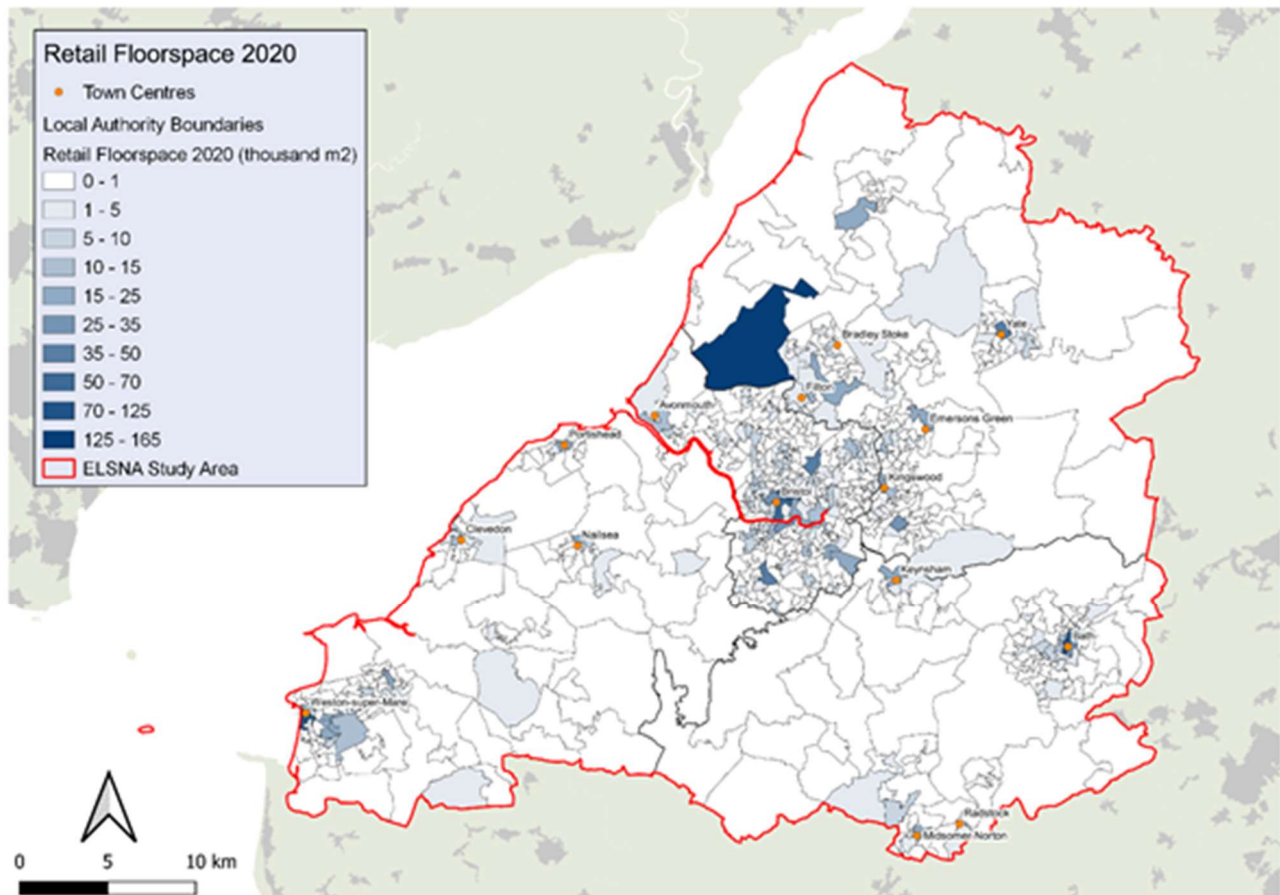 Retail Floorspace 2020
Town Centres
Local Authority Boundaries
Retail Floorspace 2020 (thousand m2)
0 - 1
1 - 5
5 - 10
10 - 15
15 - 25
25 - 35
35 - 50
50 - 70
70 - 125
125 - 165
ELSNA Study Area
Yate
Bradley Stoke
Filton
Avonmouth
Emersons Green
Portishead
Kingswood
Bristol
Clevedon
Nailsea
Keynsham
Bath
Weston-super-Mare
Radstock
Midsomer Norton
0 5 10 km